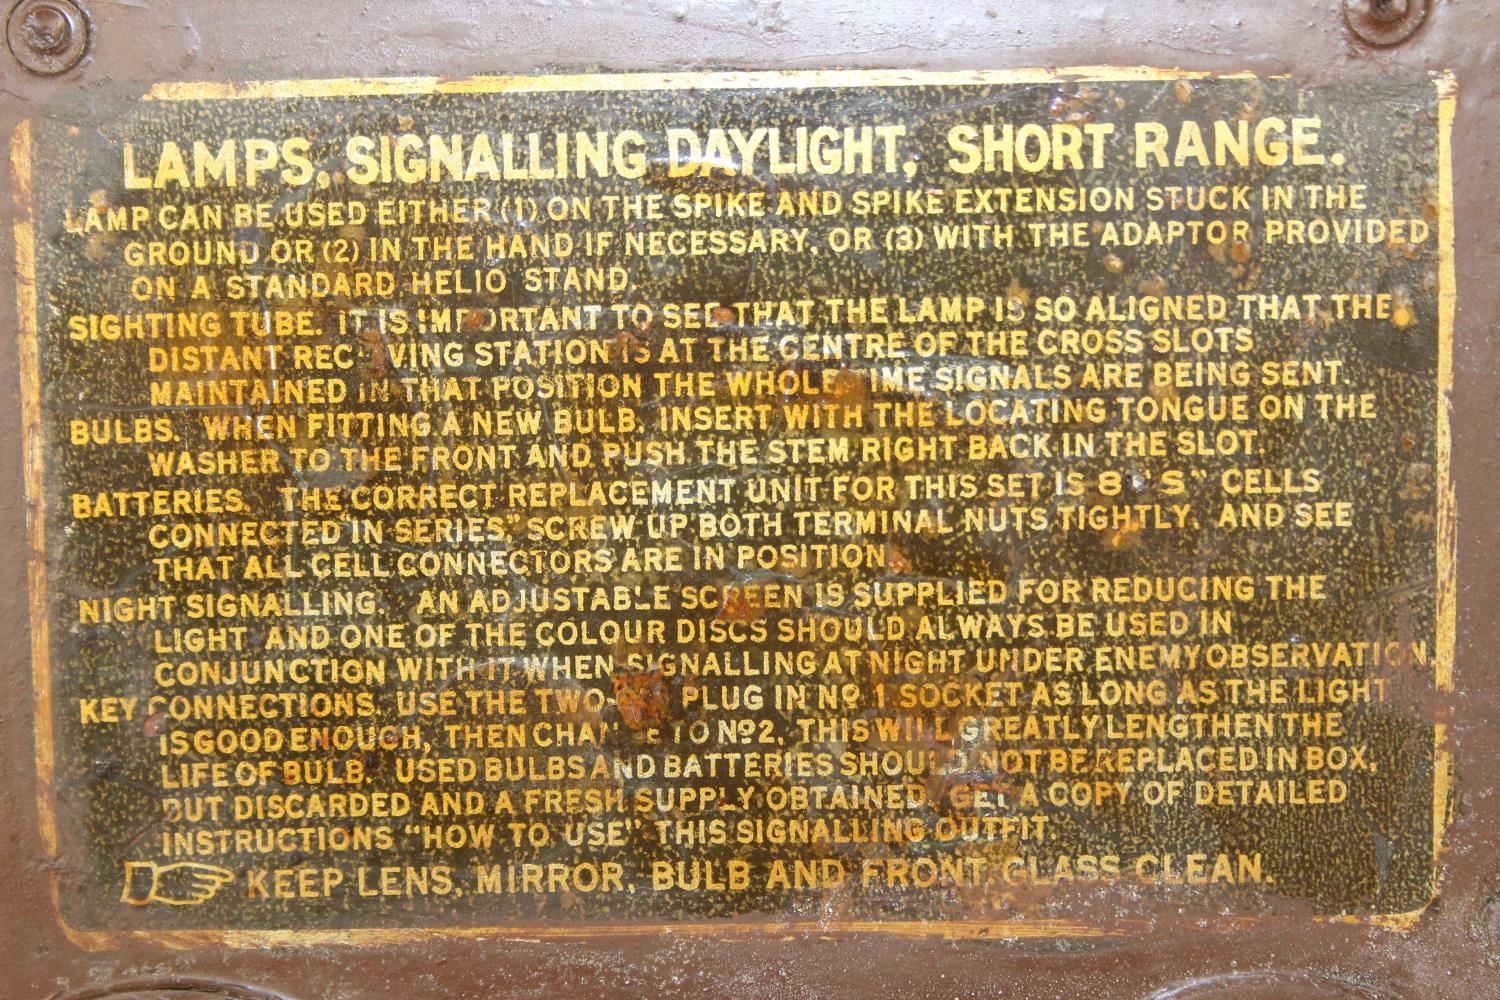 LAMPS, SIGNALLING DAYLIGHT, SHORT RANGE.
LAMP CAN BE USED EITHER (1) ON THE SPIKE AND SPIKE EXTENSION STUCK IN THE
GROUND OR (2) IN THE HAND IF NECESSARY, OR (3) WITH THE ADAPTOR PROVIDED
ON A STANDARD HELIO STAND.
SIGHTING TUBE. IT IS IMPORTANT TO SEE THAT THE LAMP IS SO ALIGNED THAT THE
DISTANT RECEIVING STATION IS AT THE CENTRE OF THE CROSS SLOTS
MAINTAINED IN THAT POSITION THE WHOLE TIME SIGNALS ARE BEING SENT.
BULBS. WHEN FITTING A NEW BULB, INSERT WITH THE LOCATING TONGUE ON THE
WASHER TO THE FRONT AND PUSH THE STEM RIGHT BACK IN THE SLOT.
BATTERIES. THE CORRECT REPLACEMENT UNIT FOR THIS SET IS 8 "S" CELLS
CONNECTED IN SERIES." SCREW UP BOTH TERMINAL NUTS TIGHTLY. AND SEE
THAT ALL CELL CONNECTORS ARE IN POSITION.
NIGHT SIGNALLING. AN ADJUSTABLE SCREEN IS SUPPLIED FOR REDUCING THE
LIGHT AND ONE OF THE COLOUR DISCS SHOULD ALWAYS BE USED IN
CONJUNCTION WITH IT WHEN SIGNALLING AT NIGHT UNDER ENEMY OBSERVATION.
KEY CONNECTIONS. USE THE TWO- PLUG IN Nº 1 SOCKET AS LONG AS THE LIGHT
IS GOOD ENOUGH, THEN CHANGE TO Nº2, THIS WILL GREATLY LENGTHEN THE
LIFE OF BULB. USED BULBS AND BATTERIES SHOULD NOT BE REPLACED IN BOX,
BUT DISCARDED AND A FRESH SUPPLY OBTAINED. GET A COPY OF DETAILED
INSTRUCTIONS "HOW TO USE" THIS SIGNALLING OUTFIT.
KEEP LENS, MIRROR, BULB AND FRONT GLASS CLEAN.